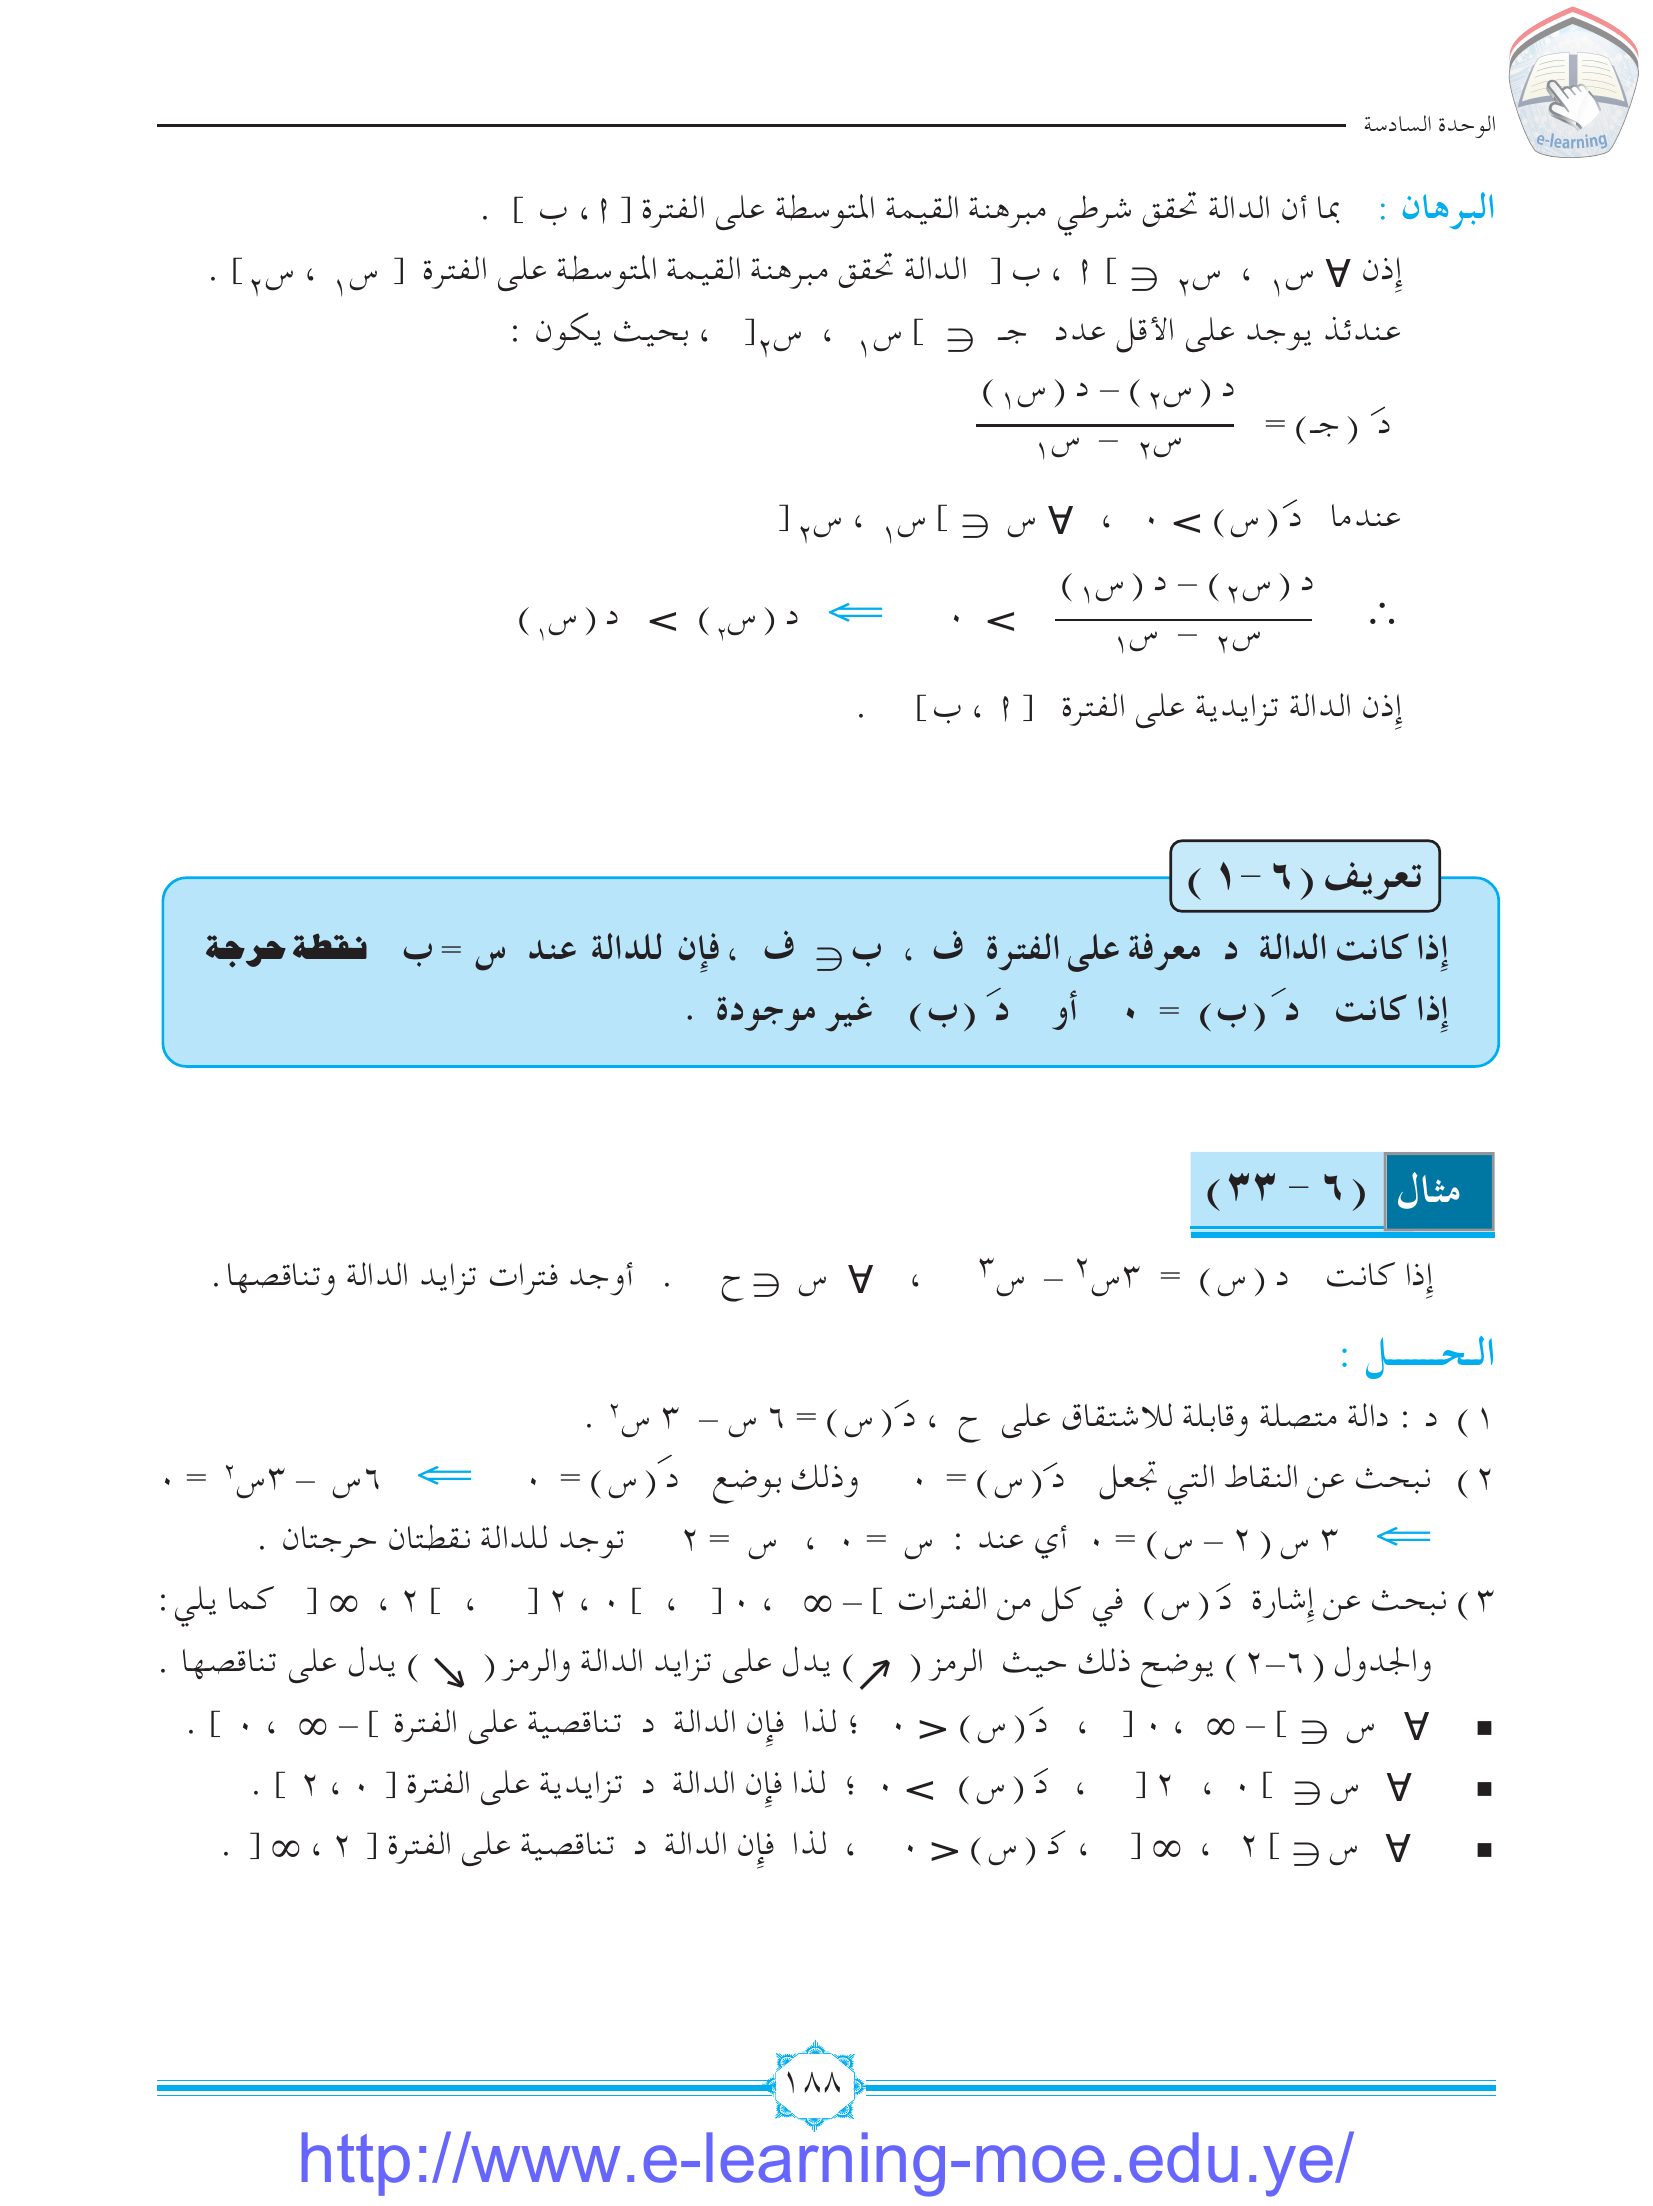 e-learning
الوحدة السادسة
البرهان : بما أن الدالة تحقق شرطي مبرهنة القيمة المتوسطة على الفترة [ ا ، ب ] .
إذن ∀ س١ ، س٢ ∈ ] ا ، ب [ الدالة تحقق مبرهنة القيمة المتوسطة على الفترة [ س١ ، س٢ ] .
عندئذ يوجد على الأقل عدد جـ ∈ ] س١ ، س٢ [ ، بحيث يكون :
دَ ( جـ ) = (د ( س٢ ) – د ( س١ )) / (س٢ – س١)
عندما دَ ( س ) > ٠ ، ∀ س ∈ ] س١ ، س٢ [
∴ (د ( س٢ ) – د ( س١ )) / (س٢ – س١) > ٠ ⇐ د ( س٢ ) > د ( س١ )
إذن الدالة تزايدية على الفترة [ ا ، ب ] .
تعريف ( ٦ – ١ )
إذا كانت الدالة د معرفة على الفترة ف ، ب ∈ ف ، فإن للدالة عند س = ب نقطة حرجة
إذا كانت دَ ( ب ) = ٠ أو دَ ( ب ) غير موجودة .
مثال ( ٦ – ٣٣ )
إذا كانت د ( س ) = ٣س٢ – س٣ ، ∀ س ∈ ح . أوجد فترات تزايد الدالة وتناقصها .
الحـــــل :
١ ) د : دالة متصلة وقابلة للاشتقاق على ح ، دَ ( س ) = ٦ س – ٣ س٢ .
٢ ) نبحث عن النقاط التي تجعل دَ ( س ) = ٠ وذلك بوضع دَ ( س ) = ٠ ⇐ ٦س – ٣س٢ = ٠
⇐ ٣ س ( ٢ – س ) = ٠ أي عند : س = ٠ ، س = ٢ توجد للدالة نقطتان حرجتان .
٣ ) نبحث عن إشارة دَ ( س ) في كل من الفترات ] – ∞ ، ٠ [ ، ] ٠ ، ٢ [ ، ] ٢ ، ∞ [ كما يلي :
والجدول ( ٦–٢ ) يوضح ذلك حيث الرمز ( ↗ ) يدل على تزايد الدالة والرمز ( ↘ ) يدل على تناقصها .
■ ∀ س ∈ ] – ∞ ، ٠ [ ، دَ ( س ) < ٠ ؛ لذا فإن الدالة د تناقصية على الفترة ] – ∞ ، ٠ ] .
■ ∀ س ∈ ] ٠ ، ٢ [ ، دَ ( س ) > ٠ ؛ لذا فإن الدالة د تزايدية على الفترة [ ٠ ، ٢ ] .
■ ∀ س ∈ ] ٢ ، ∞ [ ، دَ ( س ) < ٠ ، لذا فإن الدالة د تناقصية على الفترة [ ٢ ، ∞ [ .
١٨٨
http://www.e-learning-moe.edu.ye/